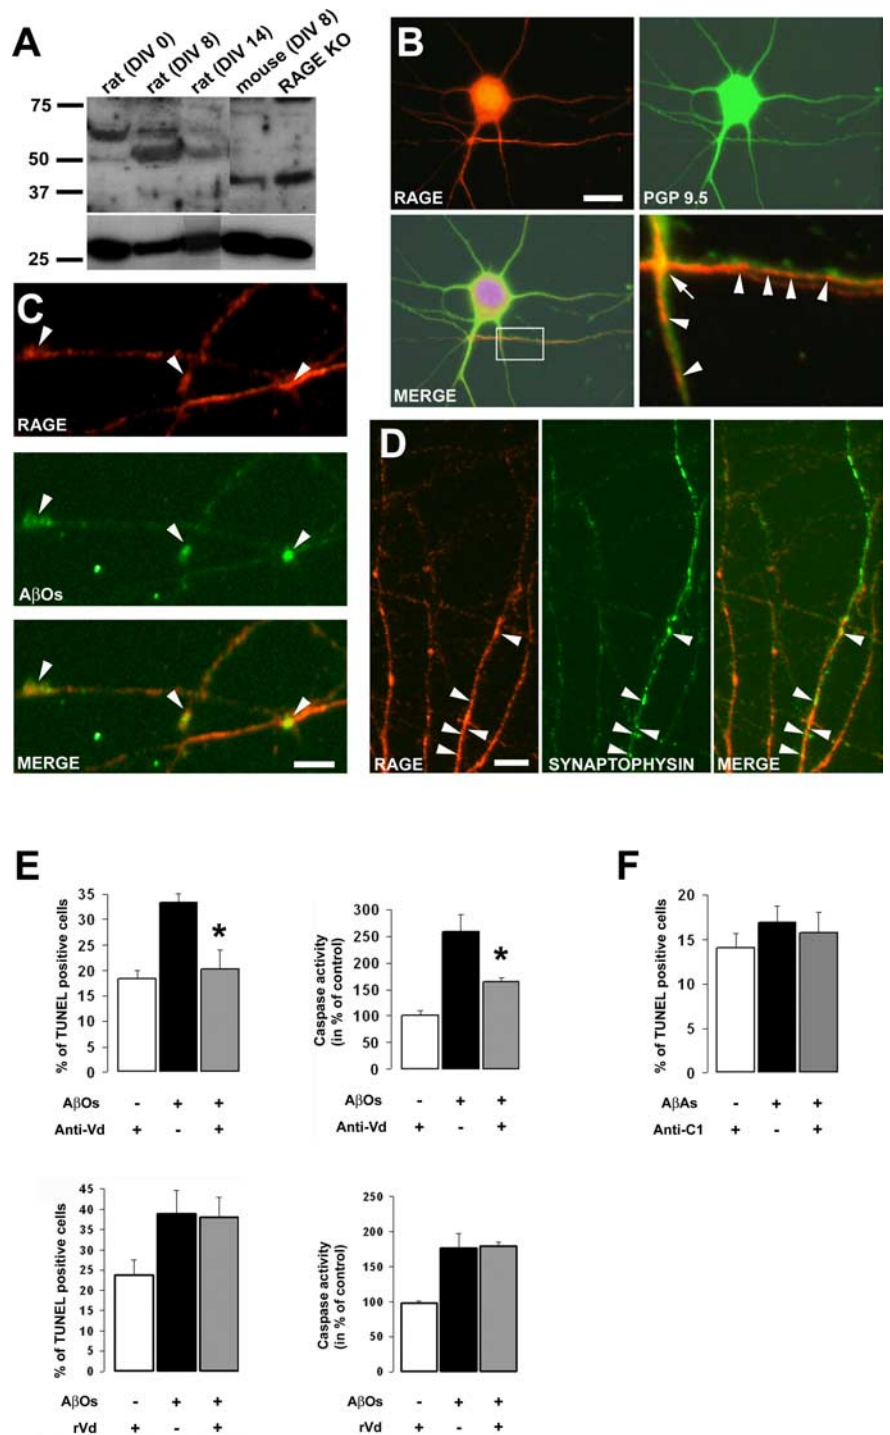 A
rat (DIV 0)
rat (DIV 8)
rat (DIV 14)
mouse (DIV 8)
RAGE KO
75
50
37
25
B
RAGE
PGP 9.5
MERGE
C
RAGE
AβOs
MERGE
D
RAGE
SYNAPTOPHYSIN
MERGE
E
% of TUNEL positive cells
35
30
25
20
15
10
5
0
*
AβOs - + +
Anti-Vd + - +
Caspase activity
(in % of control)
300
250
200
150
100
50
0
*
AβOs - + +
Anti-Vd + - +
F
% of TUNEL positive cells
20
15
10
5
0
AβAs - + +
Anti-C1 + - +
% of TUNEL positive cells
45
40
35
30
25
20
15
10
5
0
AβOs - + +
rVd + - +
Caspase activity
(in % of control)
250
200
150
100
50
0
AβOs - + +
rVd + - +